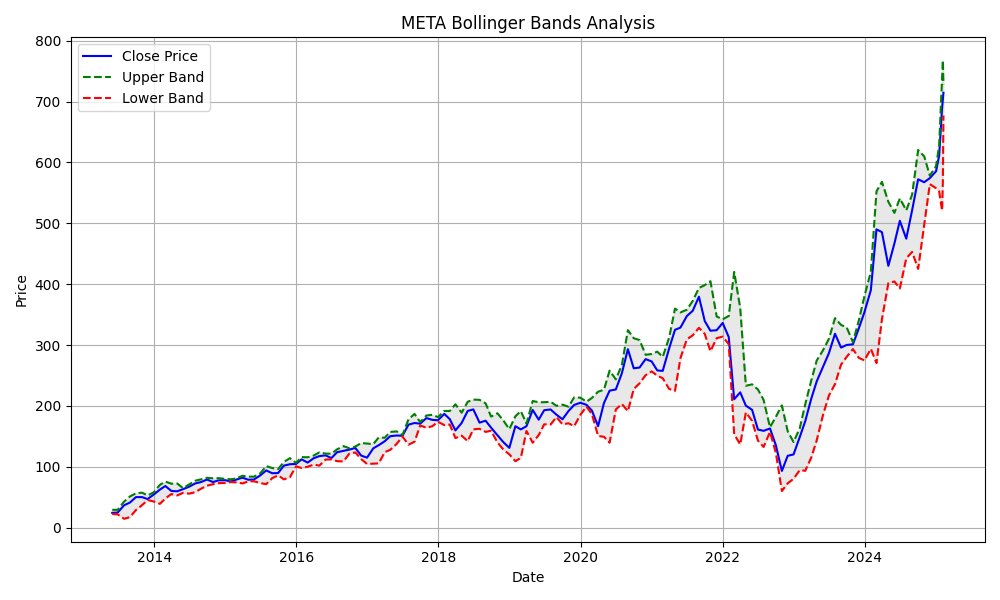 META Bollinger Bands Analysis
Close Price
Upper Band
Lower Band
Price
800
700
600
500
400
300
200
100
0
2014 2016 2018 2020 2022 2024
Date